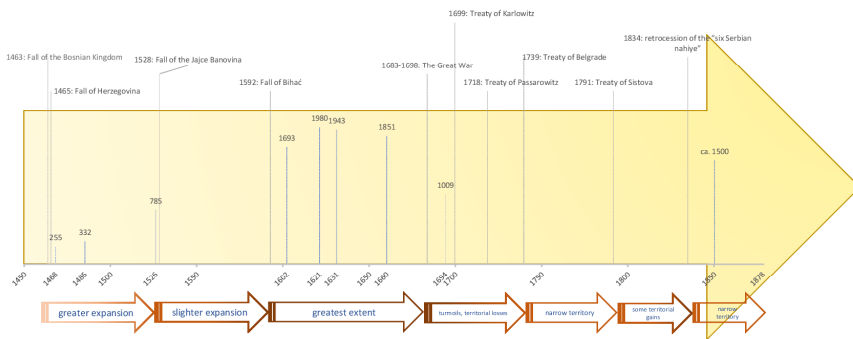 1699: Treaty of Karlowitz
1834: retrocession of the "six Serbian
nahiye"
1463: Fall of the Bosnian Kingdom
1528: Fall of the Jajce Banovina
1683-1698: The Great War
1739: Treaty of Belgrade
1465: Fall of Herzegovina
1592: Fall of Bihać
1718: Treaty of Passarowitz
1791: Treaty of Sistova
255
332
785
1693
1980
1943
1851
1009
ca. 1500
1450
1468
1486
1500
1526
1550
1602
1621
1631
1650
1660
1694
1700
1750
1800
1850
1878
greater expansion
slighter expansion
greatest extent
turmoils, territorial losses
narrow territory
some territorial
gains
narrow
territory